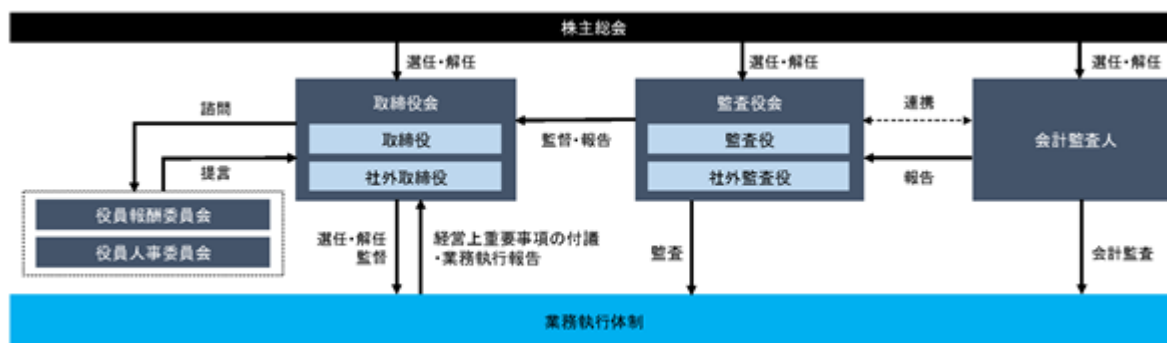 株主総会
選任・解任
選任・解任
選任・解任
諮問
取締役会
取締役
社外取締役
監督・報告
監査役会
監査役
社外監査役
連携
報告
会計監査人
提言
役員報酬委員会
役員人事委員会
選任・解任
監督
経営上重要事項の付議
・業務執行報告
監査
会計監査
業務執行体制